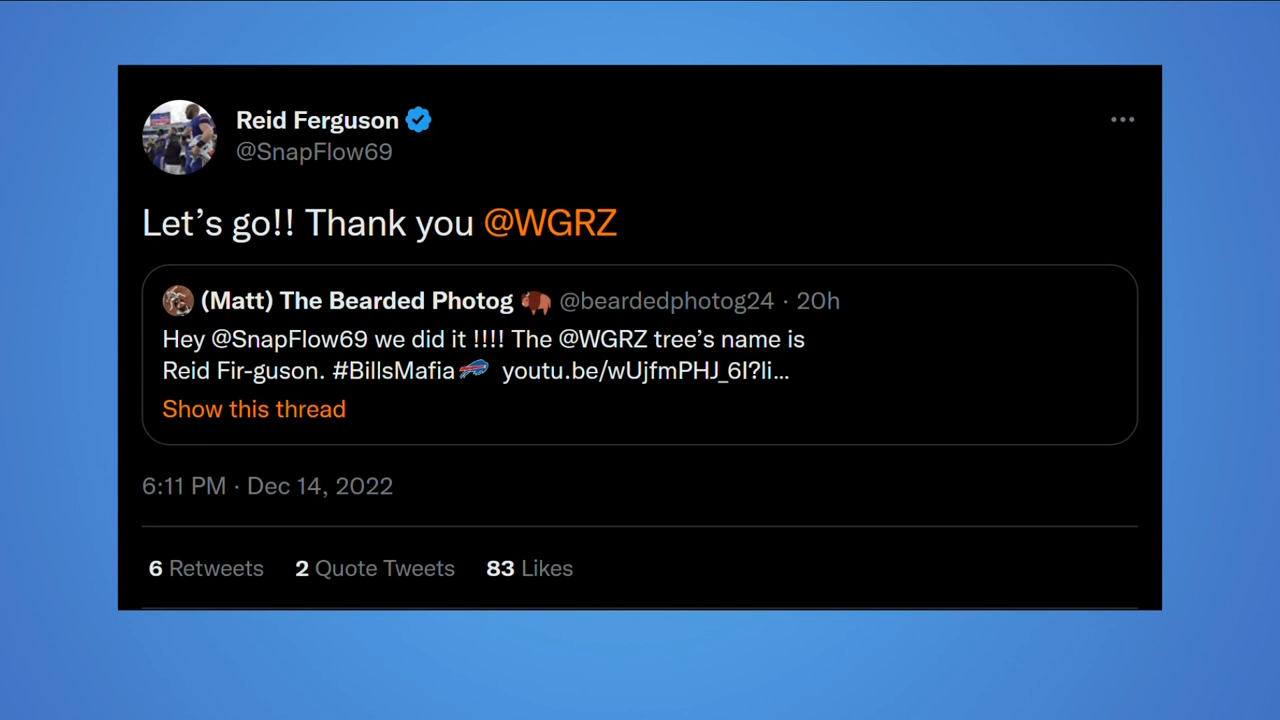 Reid Ferguson
@SnapFlow69
Let’s go!! Thank you @WGRZ
(Matt) The Bearded Photog 🦬 @beardedphotog24 · 20h
Hey @SnapFlow69 we did it !!!! The @WGRZ tree’s name is
Reid Fir-guson. #BillsMafia youtu.be/wUjfmPHJ_6I?li...
Show this thread
6:11 PM · Dec 14, 2022
6 Retweets 2 Quote Tweets 83 Likes